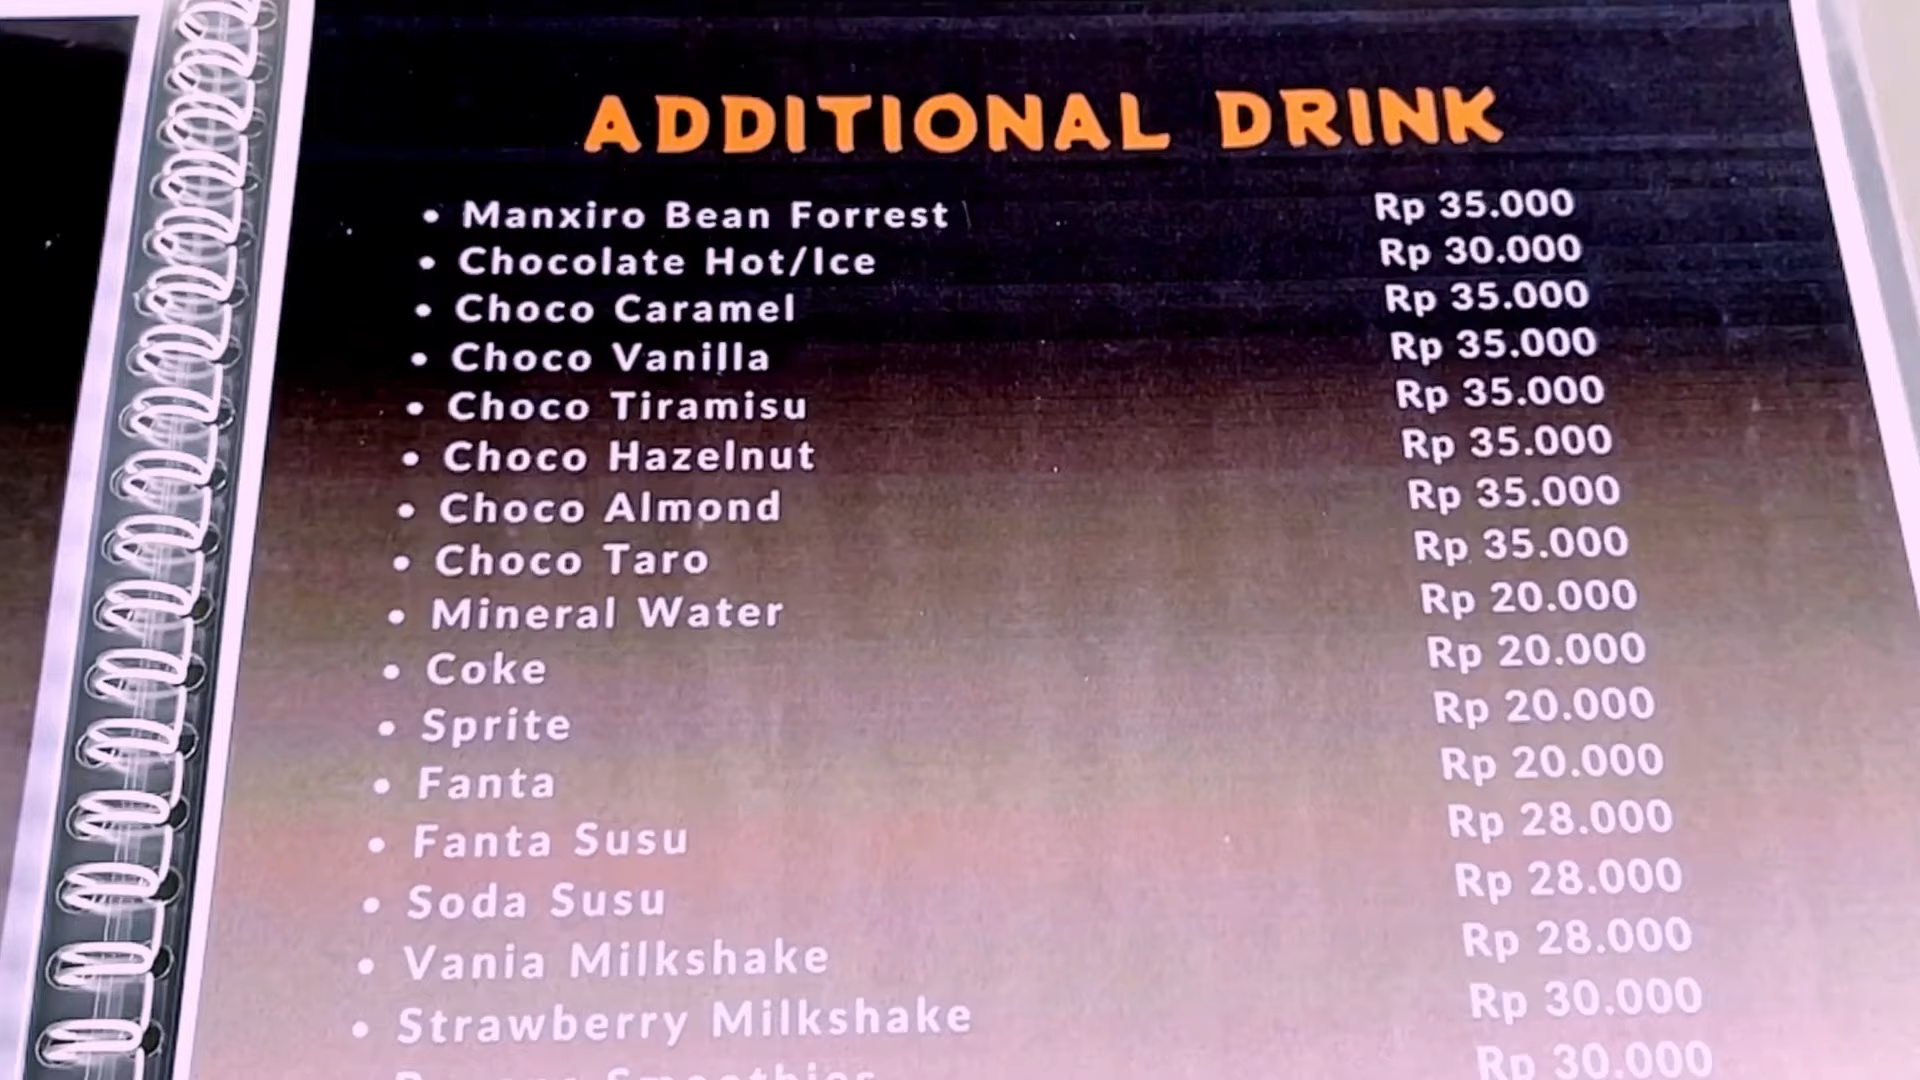 ADDITIONAL DRINK
• Manxiro Bean Forrest Rp 35.000
• Chocolate Hot/Ice Rp 30.000
• Choco Caramel Rp 35.000
• Choco Vanilla Rp 35.000
• Choco Tiramisu Rp 35.000
• Choco Hazelnut Rp 35.000
• Choco Almond Rp 35.000
• Choco Taro Rp 35.000
• Mineral Water Rp 20.000
• Coke Rp 20.000
• Sprite Rp 20.000
• Fanta Rp 20.000
• Fanta Susu Rp 28.000
• Soda Susu Rp 28.000
• Vania Milkshake Rp 28.000
• Strawberry Milkshake Rp 30.000
Smoothies Rp 30.000